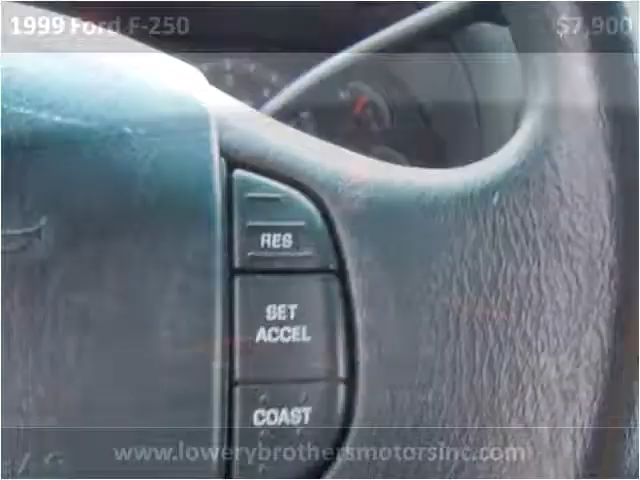 1999 Ford F-250
$7,900
RES
SET
ACCEL
COAST
www.lowerybrothersmotorsinc.com